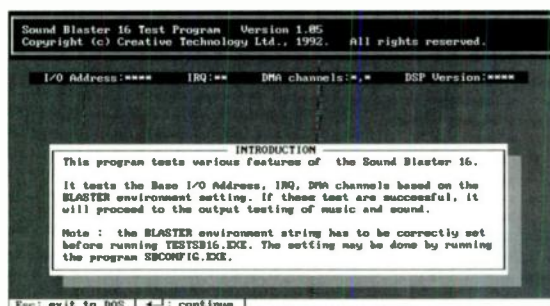 Sound Blaster 16 Test Program Version 1.05
Copyright (c) Creative Technology Ltd., 1992. All rights reserved.
I/O Address:**** IRQ:** DMA channels:*,* DSP Version:****
INTRODUCTION
This program tests various features of the Sound Blaster 16.
It tests the Base I/O Address, IRQ, DMA channels based on the
BLASTER environment setting. If these test are successful, it
will proceed to the output testing of music and sound.
Note : the BLASTER environment string has to be correctly set
before running TESTSB16.EXE. The setting may be done by running
the program SBCONFIG.EXE.
Esc: exit to DOS ◄┘: continue